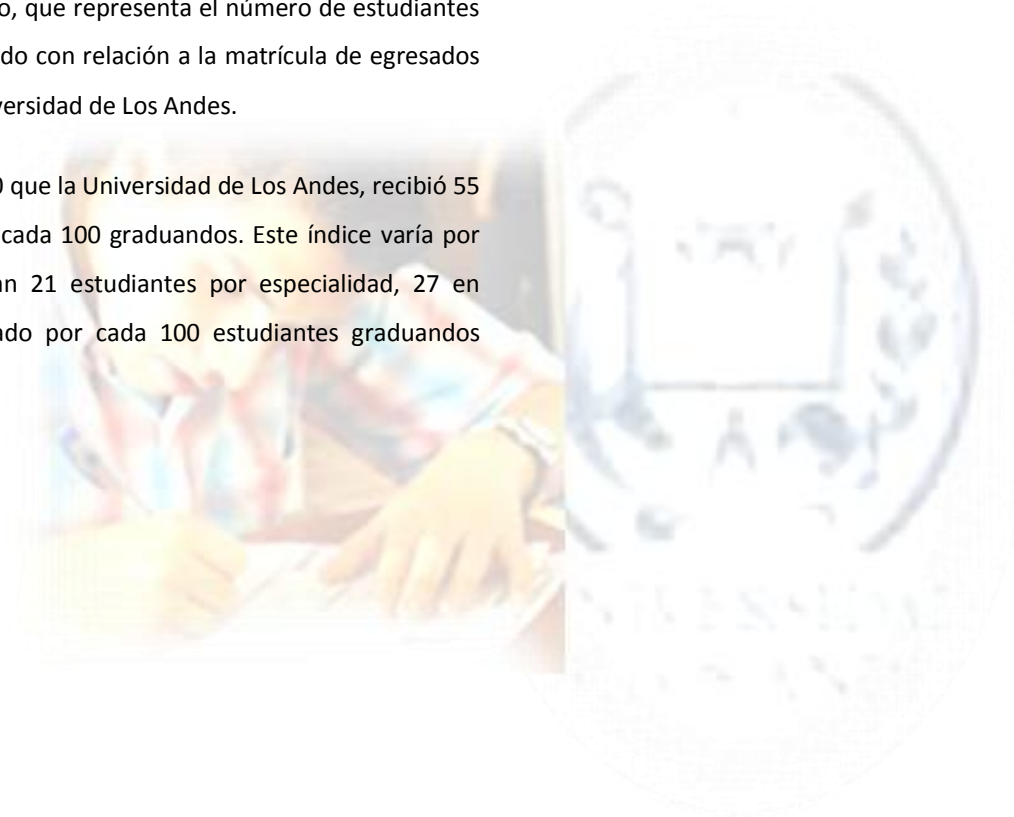 o, que representa el número de estudiantes
do con relación a la matrícula de egresados
versidad de Los Andes.
0 que la Universidad de Los Andes, recibió 55
cada 100 graduandos. Este índice varía por
an 21 estudiantes por especialidad, 27 en
ado por cada 100 estudiantes graduandos